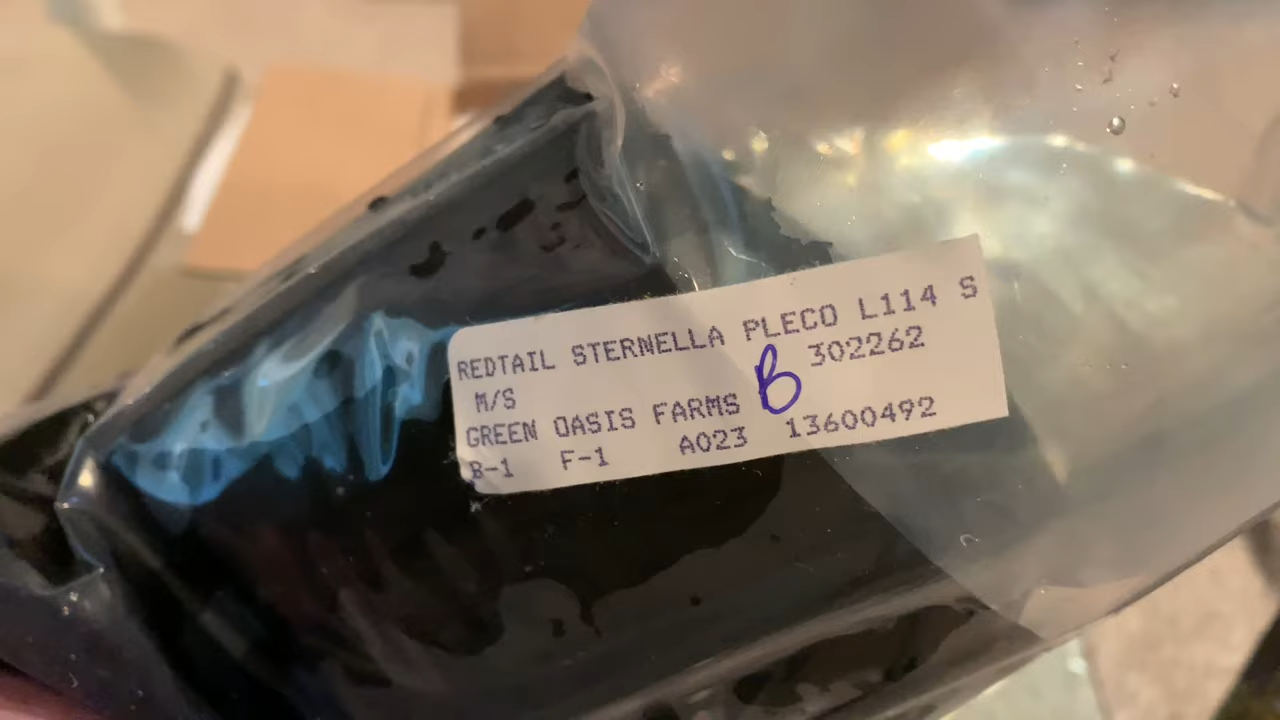 REDTAIL STERNELLA PLECO L114 S
M/S B 302262
GREEN OASIS FARMS
B-1 F-1 A023 13600492